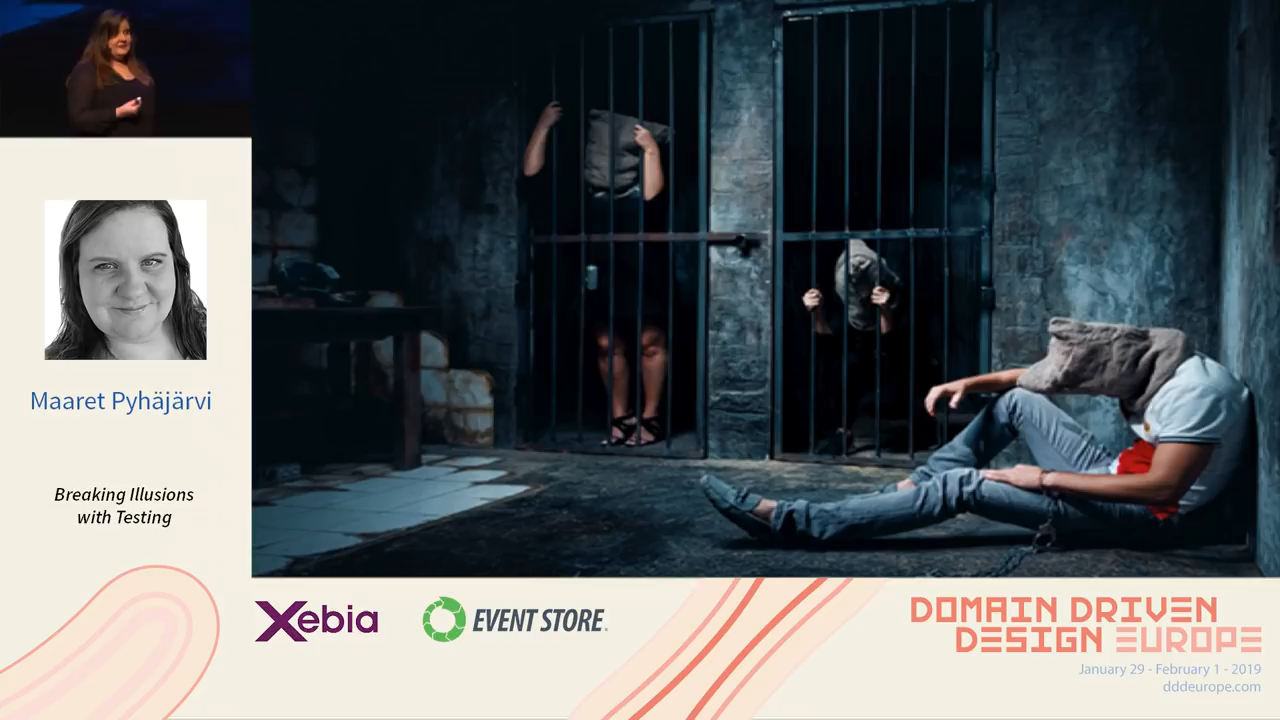 Maaret Pyhäjärvi
Breaking Illusions
with Testing
Xebia
EVENT STORE
DOMAIN DRIVEN
DESIGN EUROPE
January 29 - February 1 - 2019
dddeurope.com